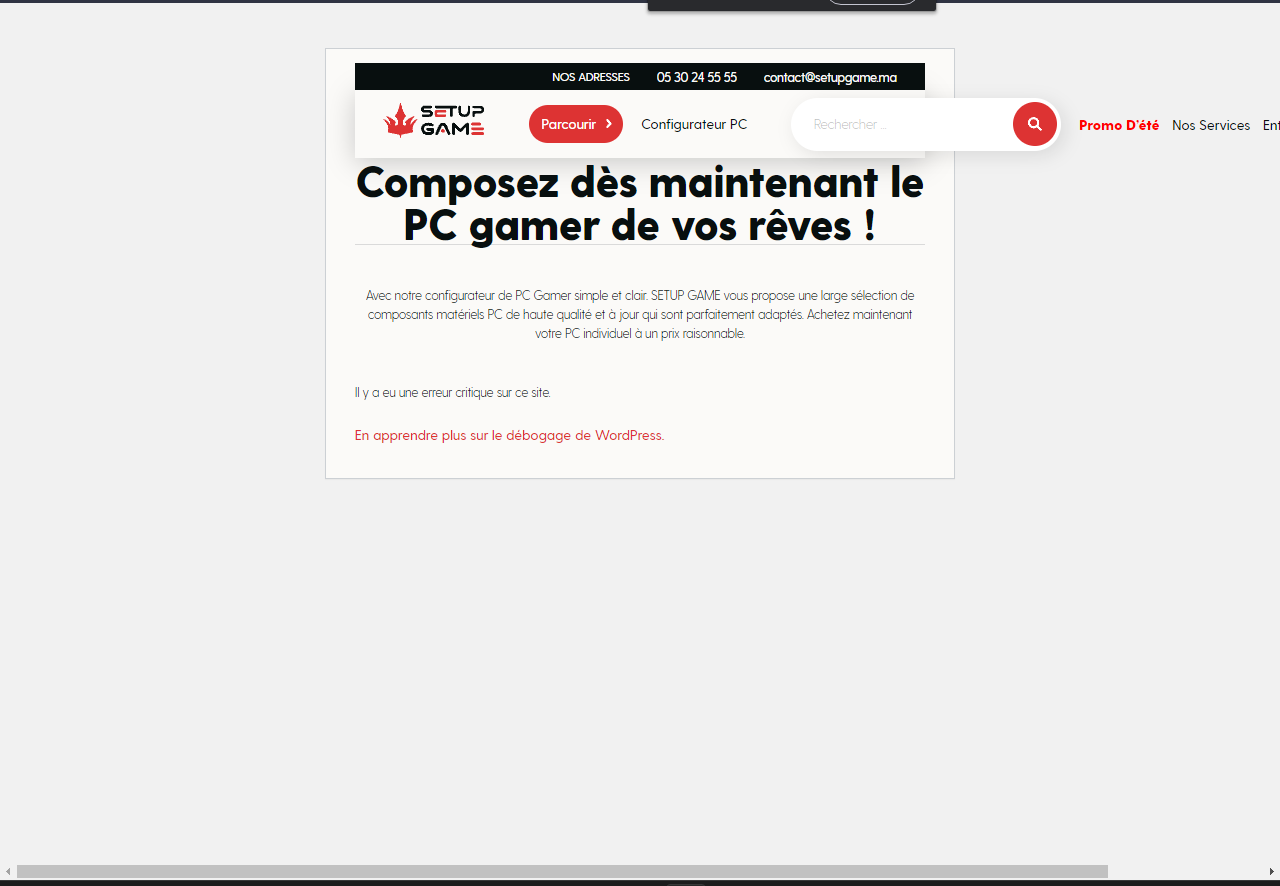 NOS ADRESSES 05 30 24 55 55 contact@setupgame.ma
SETUP
GAME
Parcourir Configurateur PC Rechercher ... Promo D'été Nos Services Ent
Composez dès maintenant le
PC gamer de vos rêves !
Avec notre configurateur de PC Gamer simple et clair. SETUP GAME vous propose une large sélection de
composants matériels PC de haute qualité et à jour qui sont parfaitement adaptés. Achetez maintenant
votre PC individuel à un prix raisonnable.
Il y a eu une erreur critique sur ce site.
En apprendre plus sur le débogage de WordPress.